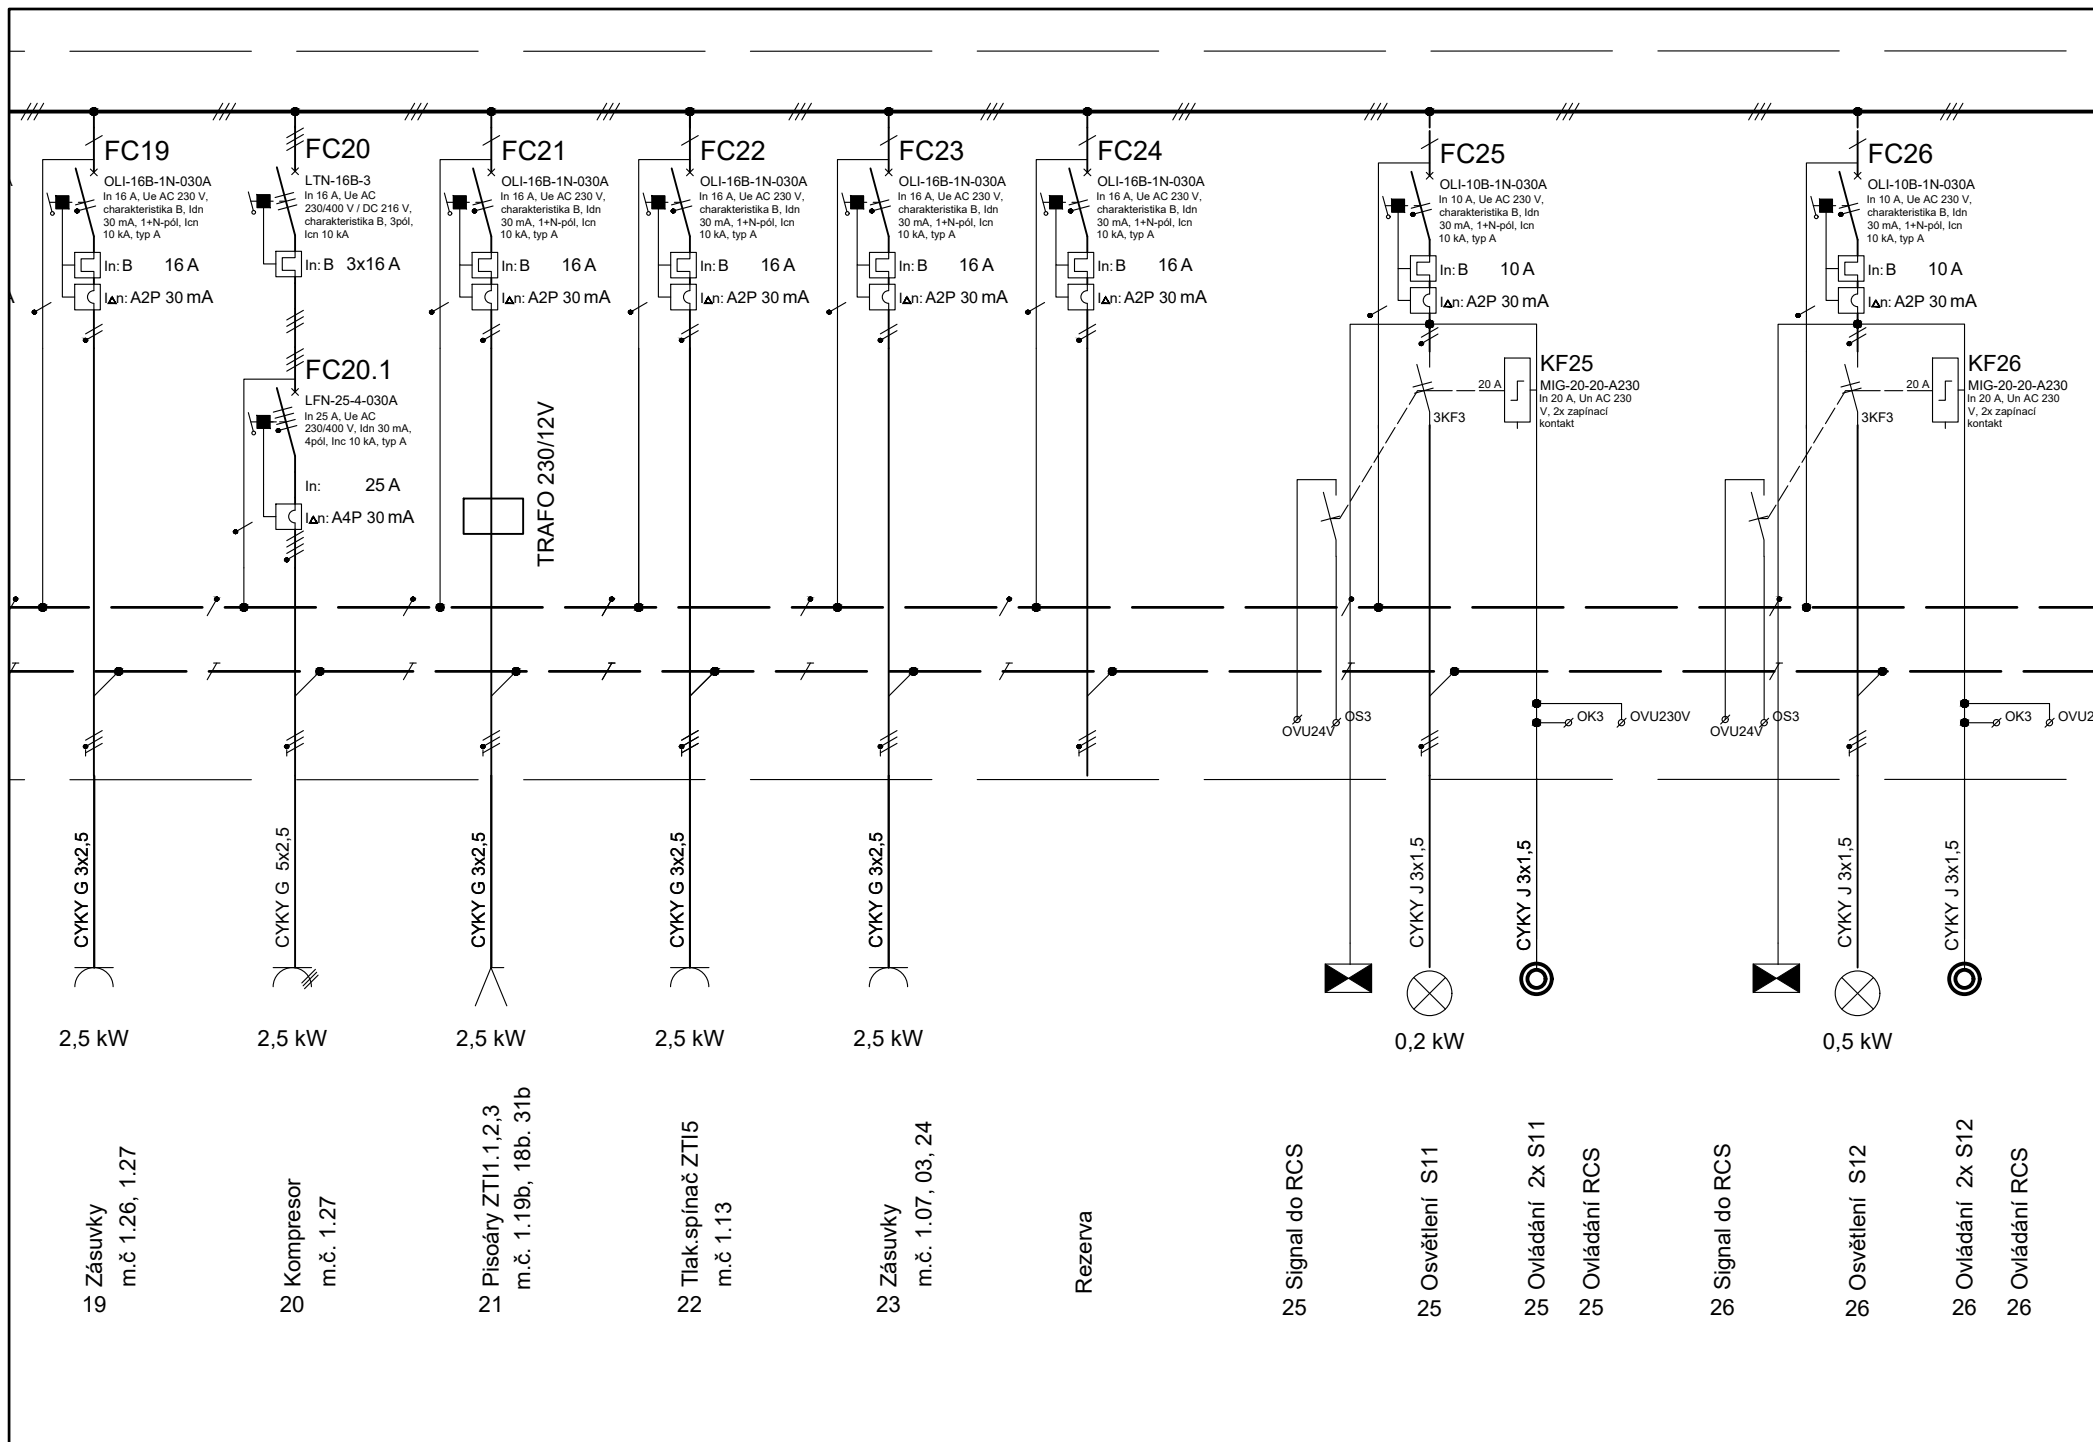 FC19
OLI-16B-1N-030A
In 16 A, Ue AC 230 V,
charakteristika B, Idn
30 mA, 1+N-pól, Icn
10 kA, typ A
In: B 16 A
IΔn: A2P 30 mA
FC20
LTN-16B-3
In 16 A, Ue AC
230/400 V / DC 216 V,
charakteristika B, 3pól,
Icn 10 kA
In: B 3x16 A
FC20.1
LFN-25-4-030A
In 25 A, Ue AC
230/400 V, Idn 30 mA,
4pól, Inc 10 kA, typ A
In: 25 A
IΔn: A4P 30 mA
FC21
OLI-16B-1N-030A
In 16 A, Ue AC 230 V,
charakteristika B, Idn
30 mA, 1+N-pól, Icn
10 kA, typ A
In: B 16 A
IΔn: A2P 30 mA
TRAFO 230/12V
FC22
OLI-16B-1N-030A
In 16 A, Ue AC 230 V,
charakteristika B, Idn
30 mA, 1+N-pól, Icn
10 kA, typ A
In: B 16 A
IΔn: A2P 30 mA
FC23
OLI-16B-1N-030A
In 16 A, Ue AC 230 V,
charakteristika B, Idn
30 mA, 1+N-pól, Icn
10 kA, typ A
In: B 16 A
IΔn: A2P 30 mA
FC24
OLI-16B-1N-030A
In 16 A, Ue AC 230 V,
charakteristika B, Idn
30 mA, 1+N-pól, Icn
10 kA, typ A
In: B 16 A
IΔn: A2P 30 mA
FC25
OLI-10B-1N-030A
In 10 A, Ue AC 230 V,
charakteristika B, Idn
30 mA, 1+N-pól, Icn
10 kA, typ A
In: B 10 A
IΔn: A2P 30 mA
KF25
MIG-20-20-A230
In 20 A, Un AC 230
V, 2x zapínací
kontakt
20 A
3KF3
OVU24V
OS3
OK3
OVU230V
FC26
OLI-10B-1N-030A
In 10 A, Ue AC 230 V,
charakteristika B, Idn
30 mA, 1+N-pól, Icn
10 kA, typ A
In: B 10 A
IΔn: A2P 30 mA
KF26
MIG-20-20-A230
In 20 A, Un AC 230
V, 2x zapínací
kontakt
20 A
3KF3
OVU24V
OS3
OK3
OVU2
CYKY G 3x2,5
CYKY G 5x2,5
CYKY G 3x2,5
CYKY G 3x2,5
CYKY G 3x2,5
CYKY J 3x1,5
CYKY J 3x1,5
CYKY J 3x1,5
CYKY J 3x1,5
2,5 kW
2,5 kW
2,5 kW
2,5 kW
2,5 kW
0,2 kW
0,5 kW
Zásuvky
m.č 1.26, 1.27
19
Kompresor
m.č. 1.27
20
Pisoáry ZTI1.1,2,3
m.č. 1.19b, 18b. 31b
21
Tlak.spínač ZTI5
m.č 1.13
22
Zásuvky
m.č. 1.07, 03, 24
23
Rezerva
Signal do RCS
25
Osvětlení S11
25
Ovládání 2x S11
25
Ovládání RCS
25
Signal do RCS
26
Osvětlení S12
26
Ovládání 2x S12
26
Ovládání RCS
26